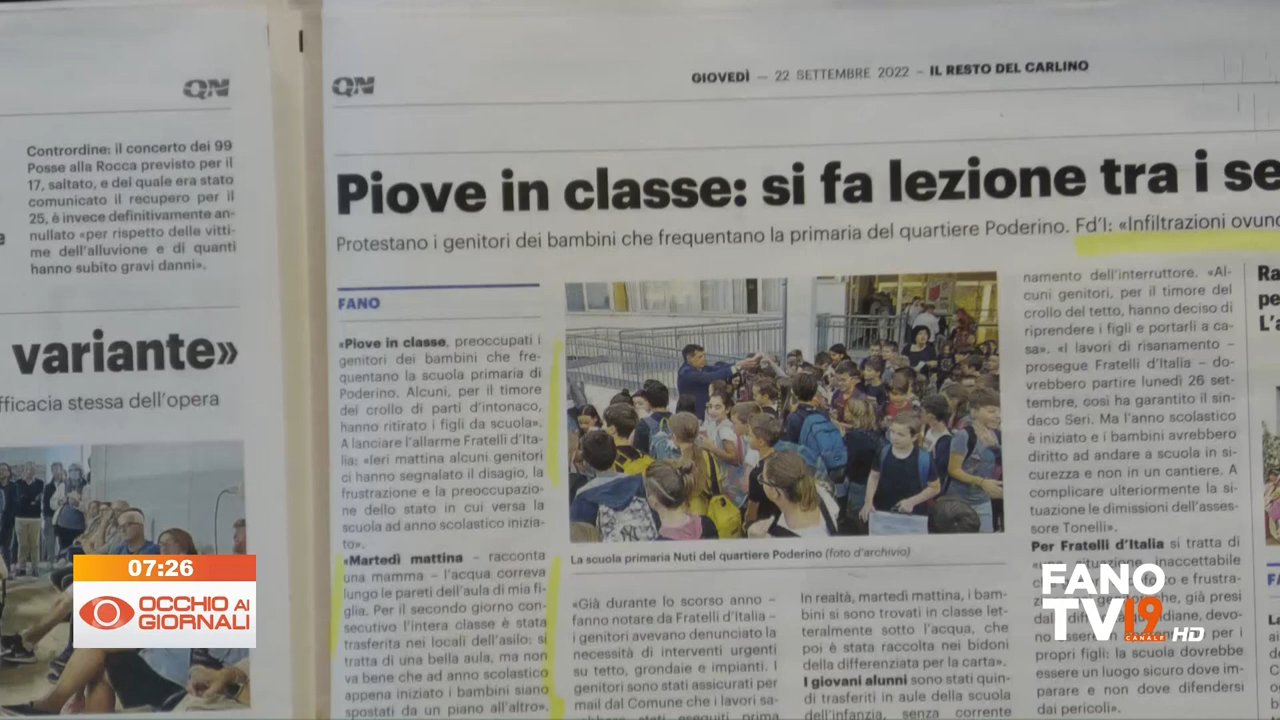 QN
Contrordine: il concerto dei 99
Posse alla Rocca previsto per il
17, saltato, e del quale era stato
comunicato il recupero per il
25, è invece definitivamente an-
nullato «per rispetto delle vitti-
me dell'alluvione e di quanti
hanno subito gravi danni».
variante»
fficacia stessa dell'opera
QN
GIOVEDÌ — 22 SETTEMBRE 2022 – IL RESTO DEL CARLINO
Piove in classe: si fa lezione tra i se
Protestano i genitori dei bambini che frequentano la primaria del quartiere Poderino. Fd'I: «Infiltrazioni ovun
FANO
«Piove in classe, preoccupati i
genitori dei bambini che fre-
quentano la scuola primaria di
Poderino. Alcuni, per il timore
del crollo di parti d'intonaco,
hanno ritirato i figli da scuola».
A lanciare l'allarme Fratelli d'Ita-
lia: «Ieri mattina alcuni genitori
ci hanno segnalato il disagio, la
frustrazione e la preoccupazio-
ne dello stato in cui versa la
scuola ad anno scolastico inizia-
to».
«Martedì mattina – racconta
una mamma – l'acqua correva
lungo le pareti dell'aula di mia fi-
glia. Per il secondo giorno con-
secutivo l'intera classe è stata
trasferita nei locali dell'asilo: si
tratta di una bella aula, ma non
va bene che ad anno scolastico
appena iniziato i bambini siano
spostati da un piano all'altro».
La scuola primaria Nuti del quartiere Poderino (foto d'archivio)
«Già durante lo scorso anno –
fanno notare da Fratelli d'Italia –
i genitori avevano denunciato la
necessità di interventi urgenti
su tetto, grondaie e impianti. I
genitori sono stati assicurati per
mail dal Comune che i lavori sa-
In realtà, martedì mattina, i bam-
bini si sono trovati in classe let-
teralmente sotto l'acqua, che
poi è stata raccolta nei bidoni
della differenziata per la carta».
I giovani alunni sono stati quin-
di trasferiti in aule della scuola
dell'infanzia, senza corrente
namento dell'interruttore. «Al-
cuni genitori, per il timore del
crollo del tetto, hanno deciso di
riprendere i figli e portarli a ca-
sa». «I lavori di risanamento –
prosegue Fratelli d'Italia – do-
vrebbero partire lunedì 26 set-
tembre, così ha garantito il sin-
daco Seri. Ma l'anno scolastico
è iniziato e i bambini avrebbero
diritto ad andare a scuola in si-
curezza e non in un cantiere. A
complicare ulteriormente la si-
tuazione le dimissioni dell'asses-
sore Tonelli».
Per Fratelli d'Italia si tratta di
inaccettabile
e frustra-
già presi
devo-
per i
propri figli: la scuola dovrebbe
essere un luogo sicuro dove im-
parare e non dove difendersi
dai pericoli».
Ra
pe
L'a
07:26
OCCHIO AI
GIORNALI
FANO
TV19
CANALE HD